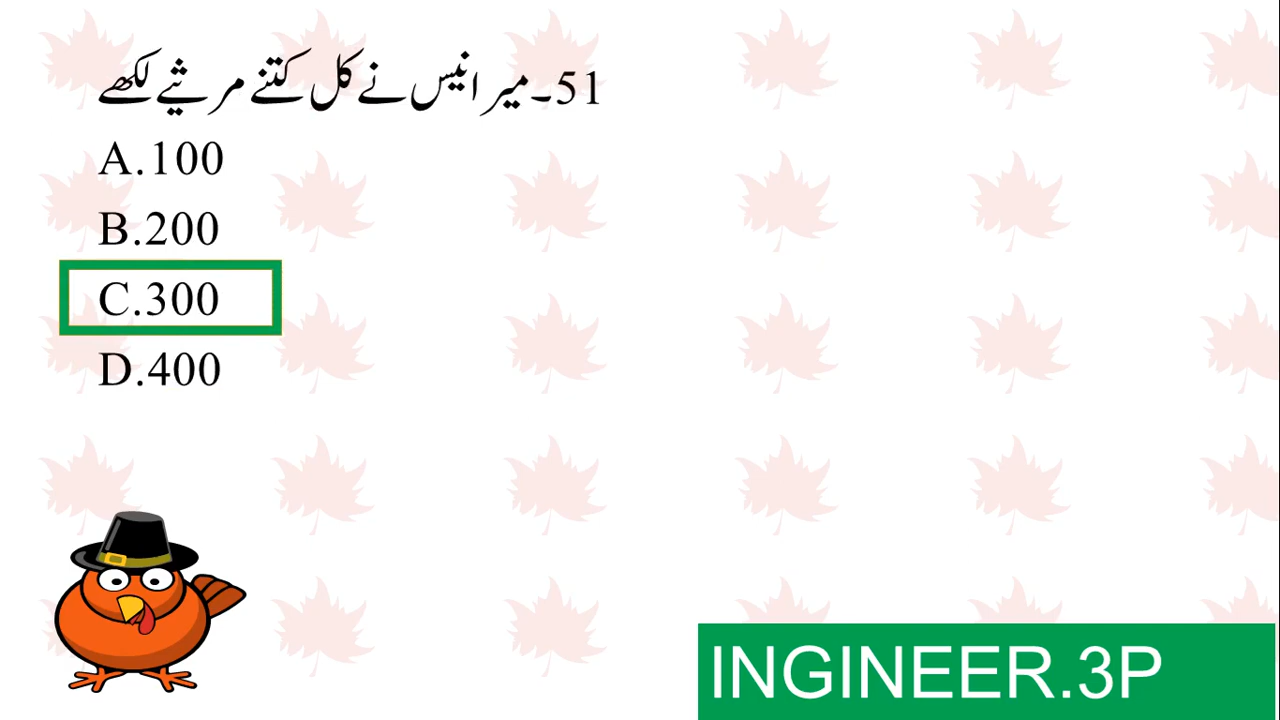 51۔میر انیس نے کل کتنے مرثیے لکھے
A.100
B.200
C.300
D.400
INGINEER.3P